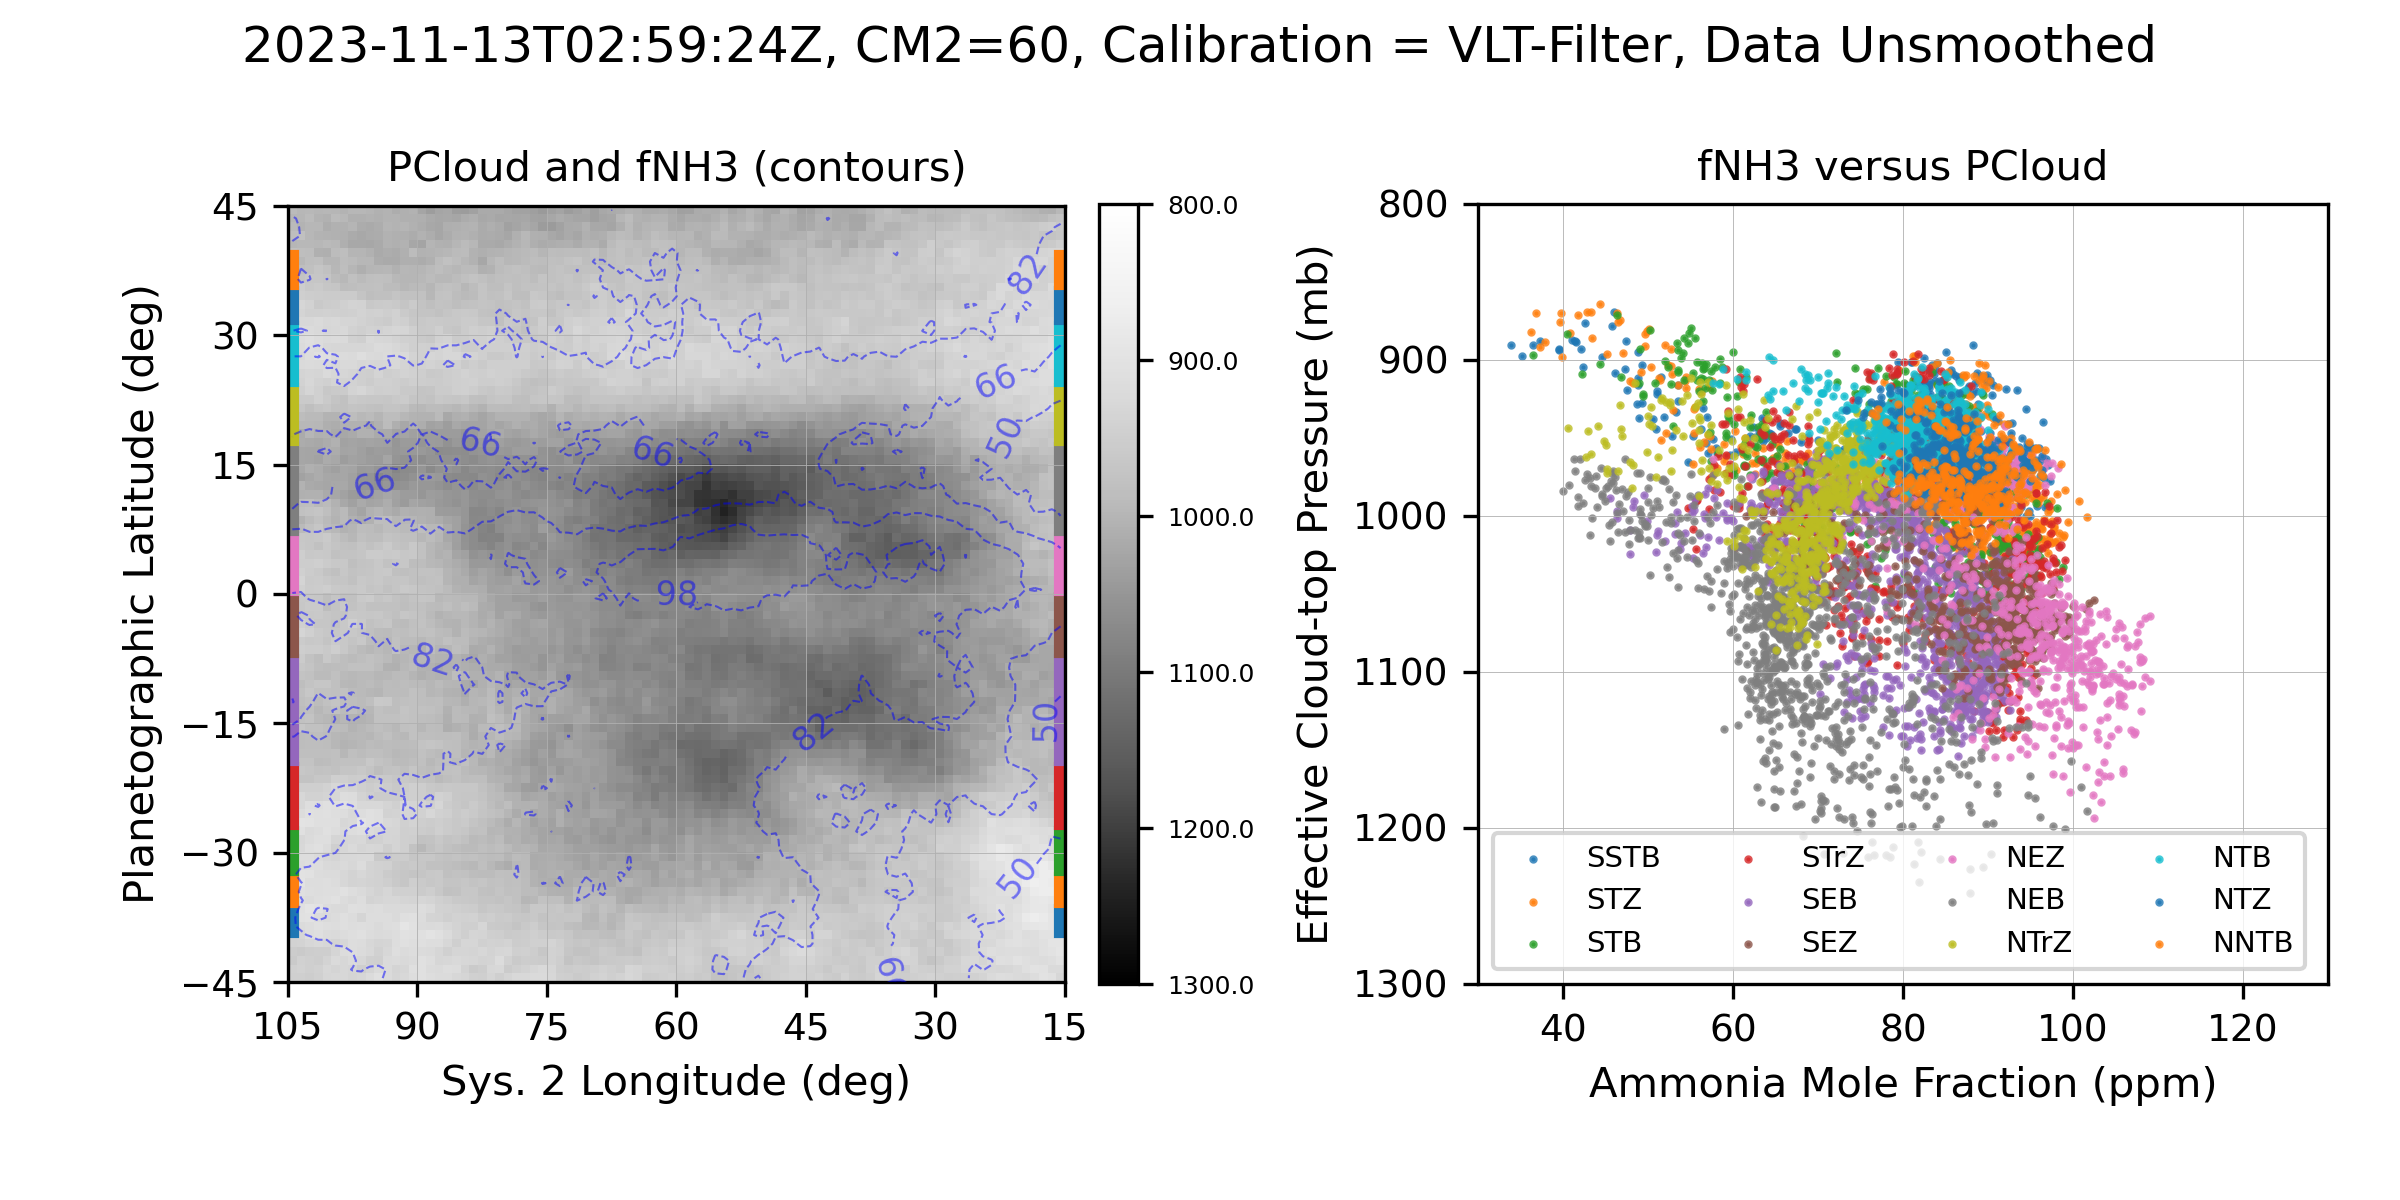 2023-11-13T02:59:24Z, CM2=60, Calibration = VLT-Filter, Data Unsmoothed
PCloud and fNH3 (contours)
Planetographic Latitude (deg)
45
30
15
0
−15
−30
−45
105 90 75 60 45 30 15
Sys. 2 Longitude (deg)
82
66
50
66
66
66
98
82
82
50
50
800.0
900.0
1000.0
1100.0
1200.0
1300.0
fNH3 versus PCloud
Effective Cloud-top Pressure (mb)
800
900
1000
1100
1200
1300
SSTB STrZ NEZ NTB
STZ SEB NEB NTZ
STB SEZ NTrZ NNTB
40 60 80 100 120
Ammonia Mole Fraction (ppm)